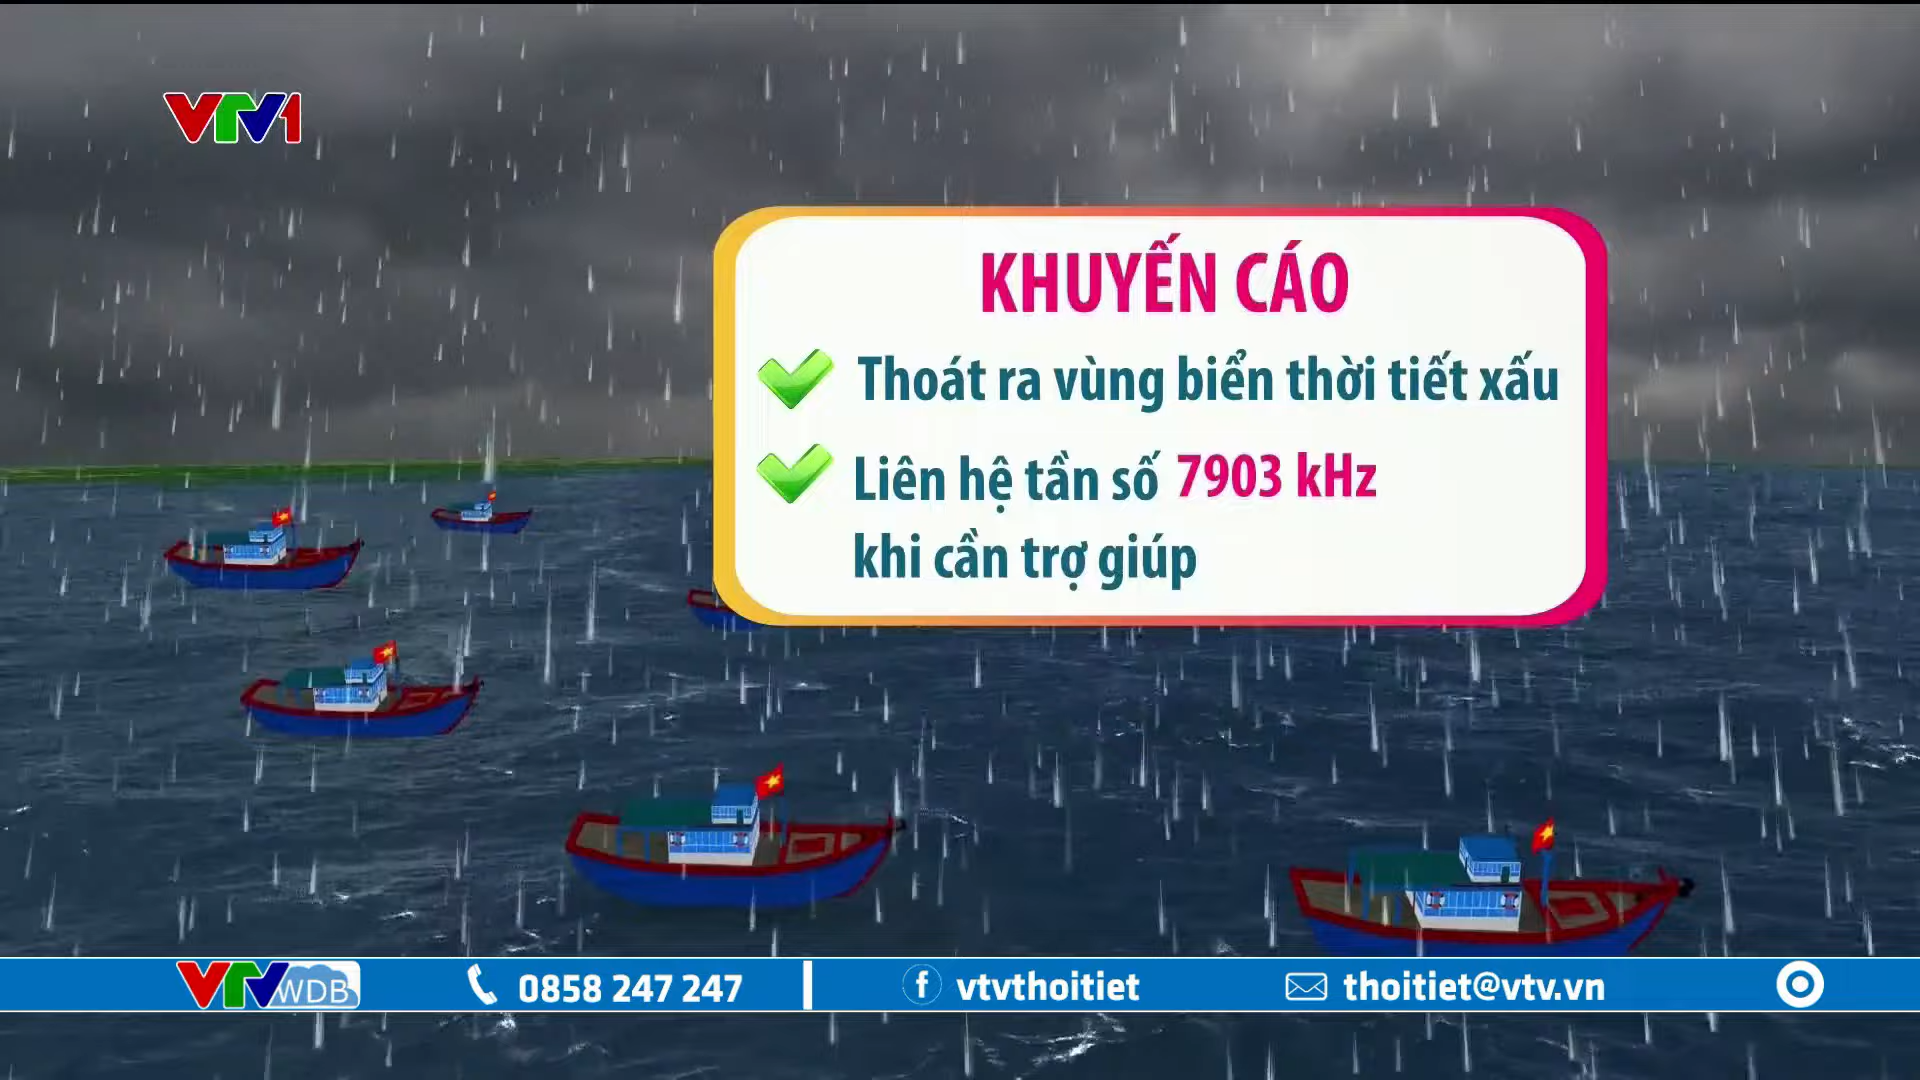 VTV1
KHUYẾN CÁO
Thoát ra vùng biển thời tiết xấu
Liên hệ tần số 7903 kHz
khi cần trợ giúp
VTV WDB 0858 247 247 vtvthoitiet thoitiet@vtv.vn